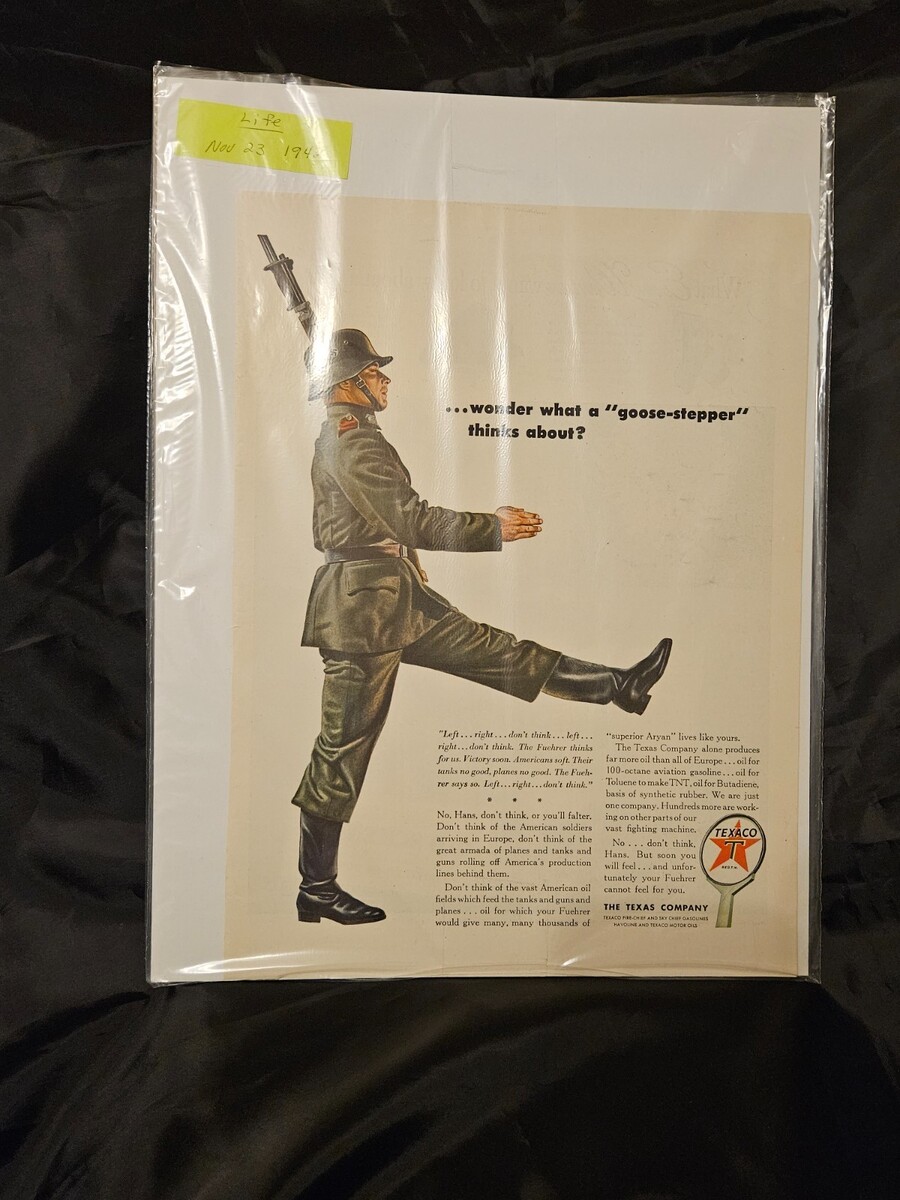 Life
Nov 23 194
...wonder what a "goose-stepper"
thinks about?
"Left...right...don't think...left...
right...don't think. The Fuehrer thinks
for us. Victory soon. Americans soft. Their
tanks no good, planes no good. The Fueh-
rer says so. Left...right...don't think."
* * *
No, Hans, don't think, or you'll falter.
Don't think of the American soldiers
arriving in Europe, don't think of the
great armada of planes and tanks and
guns rolling off America's production
lines behind them.
Don't think of the vast American oil
fields which feed the tanks and guns and
planes...oil for which your Fuehrer
would give many, many thousands of
"superior Aryan" lives like yours.
The Texas Company alone produces
far more oil than all of Europe...oil for
100-octane aviation gasoline...oil for
Toluene to make TNT, oil for Butadiene,
basis of synthetic rubber. We are just
one company. Hundreds more are work-
ing on other parts of our
vast fighting machine.
No...don't think,
Hans. But soon you
will feel...and unfor-
tunately your Fuehrer
cannot feel for you.
THE TEXAS COMPANY
TEXACO FIRE-CHIEF AND SKY CHIEF GASOLINES
HAVOLINE AND TEXACO MOTOR OILS
TEXACO
T